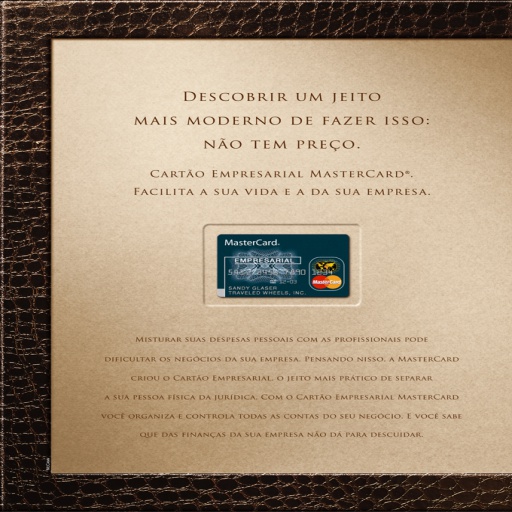 DESCOBRIR UM JEITO
MAIS MODERNO DE FAZER ISSO:
NÃO TEM PREÇO.
CARTÃO EMPRESARIAL MASTERCARD®.
FACILITA A SUA VIDA E A DA SUA EMPRESA.
MasterCard.
EMPRESARIAL
MasterCard
SANDY GLASER
TRAVELED WHEELS, INC.
MISTURAR SUAS DESPESAS PESSOAIS COM AS PROFISSIONAIS PODE
DIFICULTAR OS NEGÓCIOS DA SUA EMPRESA. PENSANDO NISSO, A MASTERCARD
CRIOU O CARTÃO EMPRESARIAL, O JEITO MAIS PRÁTICO DE SEPARAR
A SUA PESSOA FÍSICA DA JURÍDICA. COM O CARTÃO EMPRESARIAL MASTERCARD
VOCÊ ORGANIZA E CONTROLA TODAS AS CONTAS DO SEU NEGÓCIO. E VOCÊ SABE
QUE DAS FINANÇAS DA SUA EMPRESA NÃO DÁ PARA DESCUIDAR.